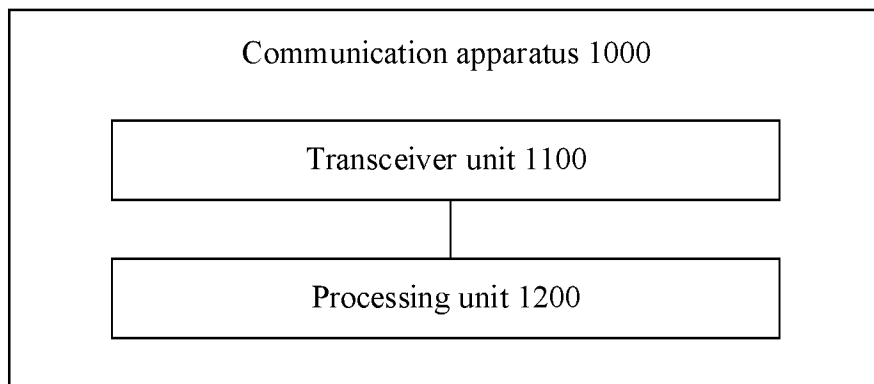 Communication apparatus 1000
Transceiver unit 1100
Processing unit 1200